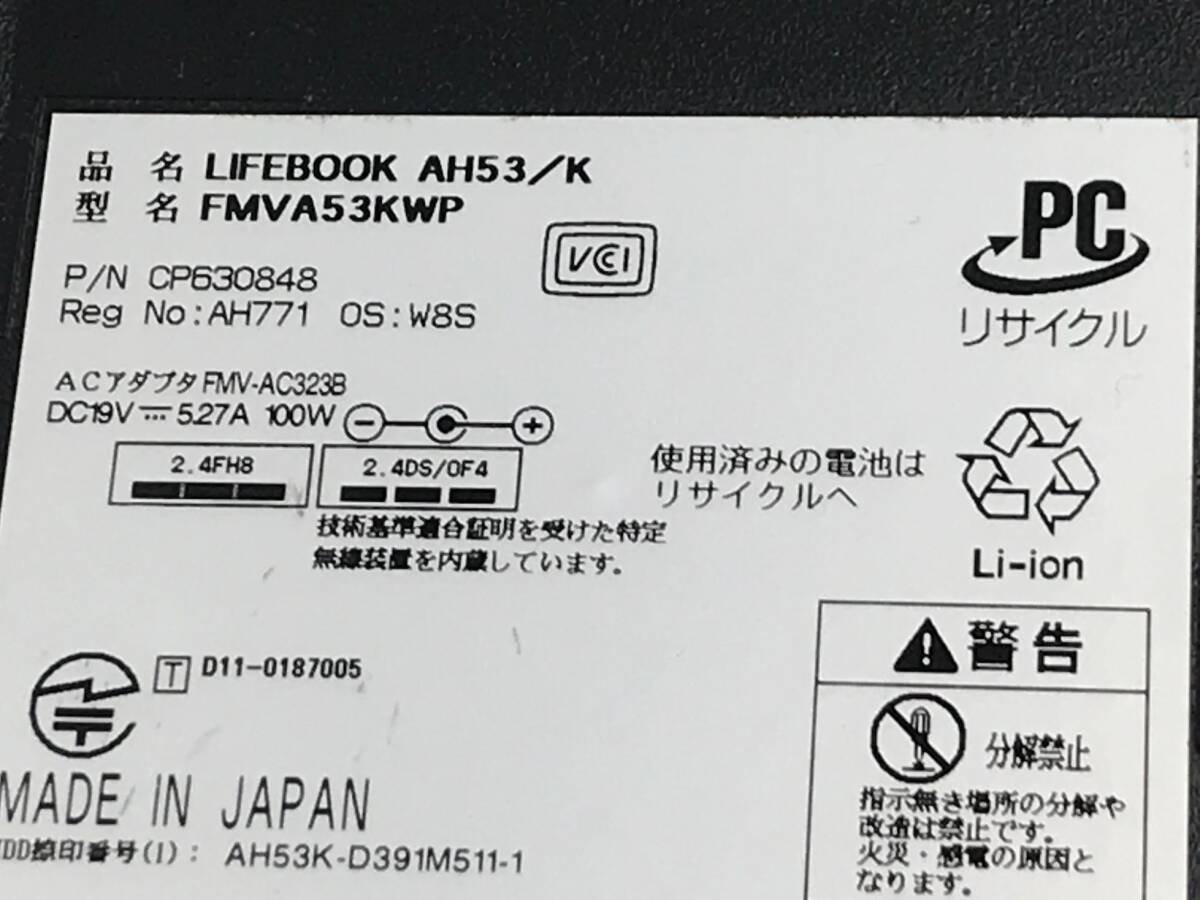 品 名 LIFEBOOK AH53/K
型 名 FMVA53KWP
P/N CP630848
Reg No:AH771 OS:W8S
VCI
PC
リサイクル
ACアダプタ FMV-AC323B
DC19V 5.27A 100W
2.4FH8
2.4DS/OF4
技術基準適合証明を受けた特定
無線装置を内蔵しています。
使用済みの電池は
リサイクルへ
Li-ion
T D11-0187005
MADE IN JAPAN
捺印番号(1): AH53K-D391M511-1
警告
分解禁止
指示無き場所の分解や
改造は禁止です。
火災・感電の原因と
なります。